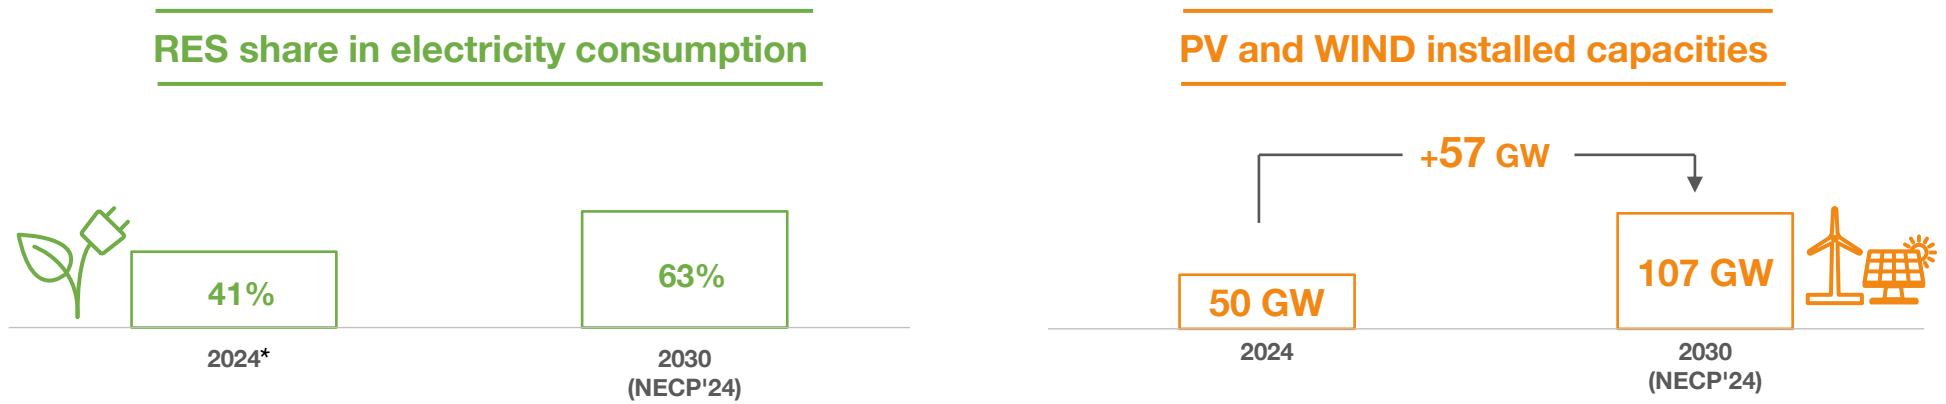 RES share in electricity consumption
41%
63%
2024*
2030
(NECP'24)
PV and WIND installed capacities
+57 GW
50 GW
107 GW
2024
2030
(NECP'24)